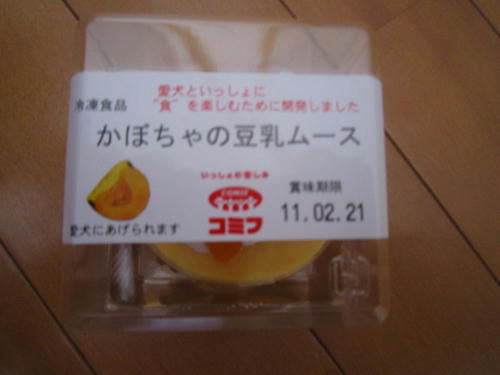 愛犬といっしょに
冷凍食品 "食"を楽しむために開発しました
かぼちゃの豆乳ムース
いっしょの楽しみ
COMIF
賞味期限
11.02.21
コミフ
愛犬にあげられます